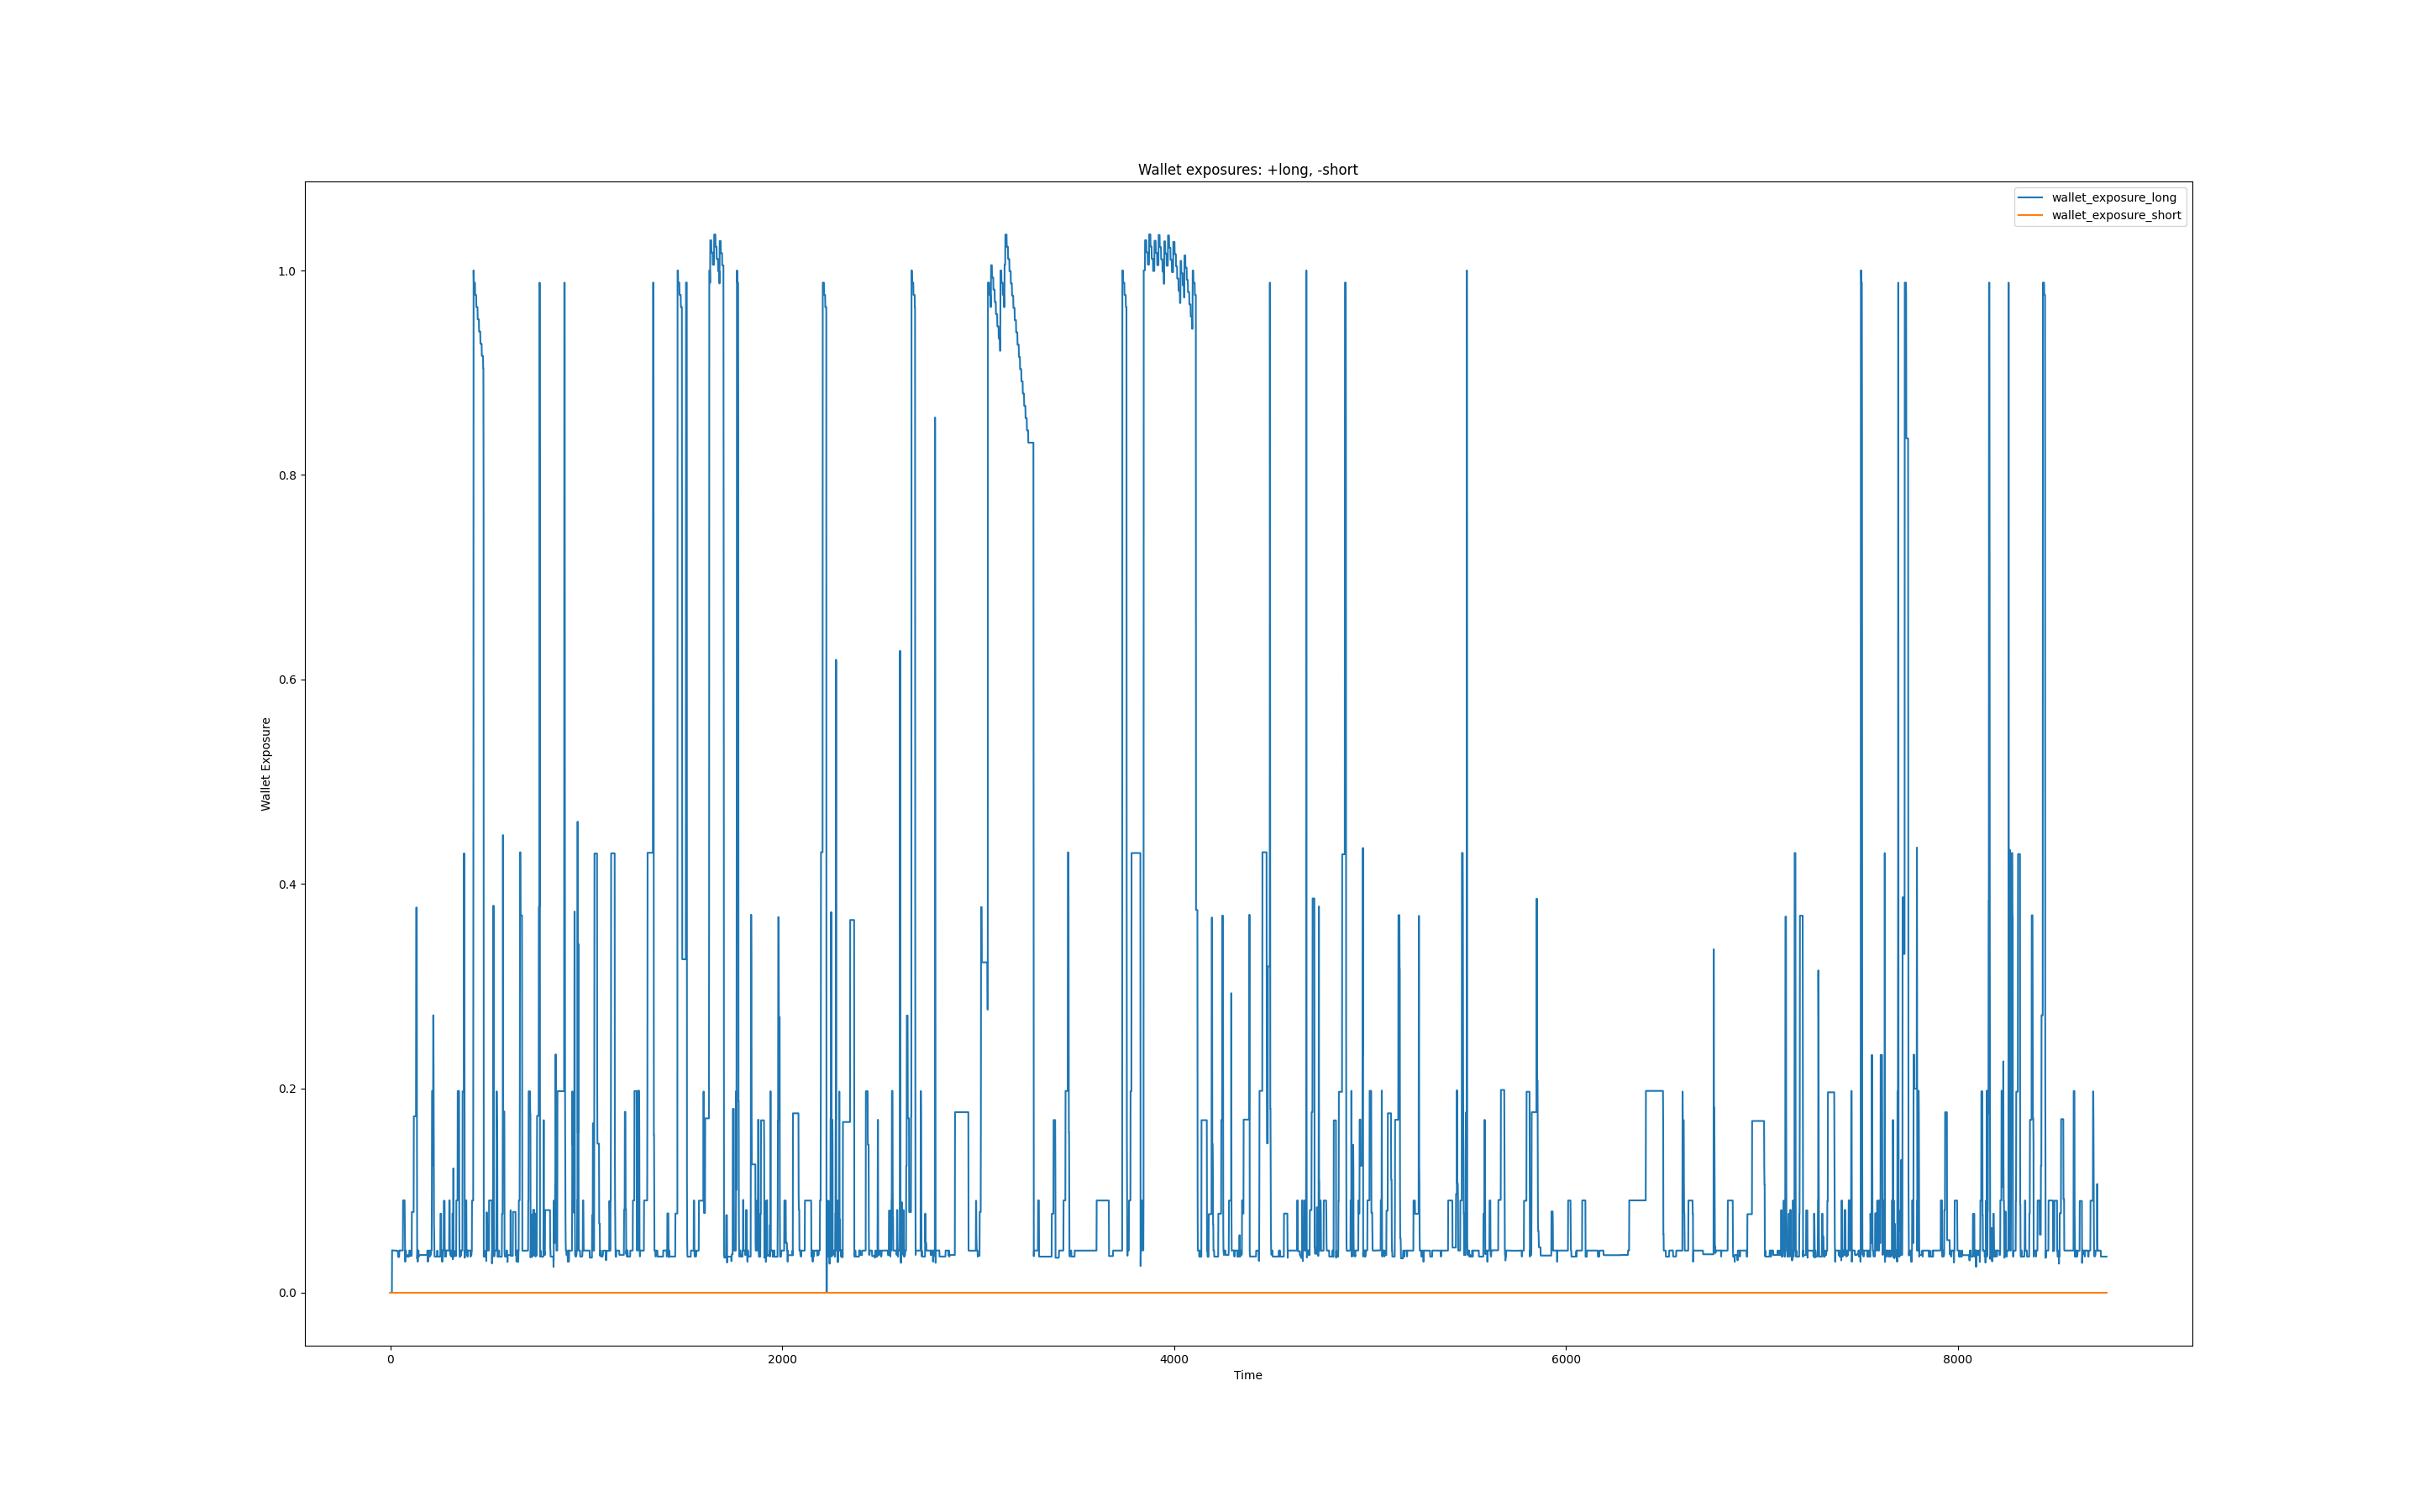 Wallet exposures: +long, -short
wallet_exposure_long
wallet_exposure_short
1.0
0.8
0.6
0.4
0.2
0.0
Wallet Exposure
0 2000 4000 6000 8000
Time